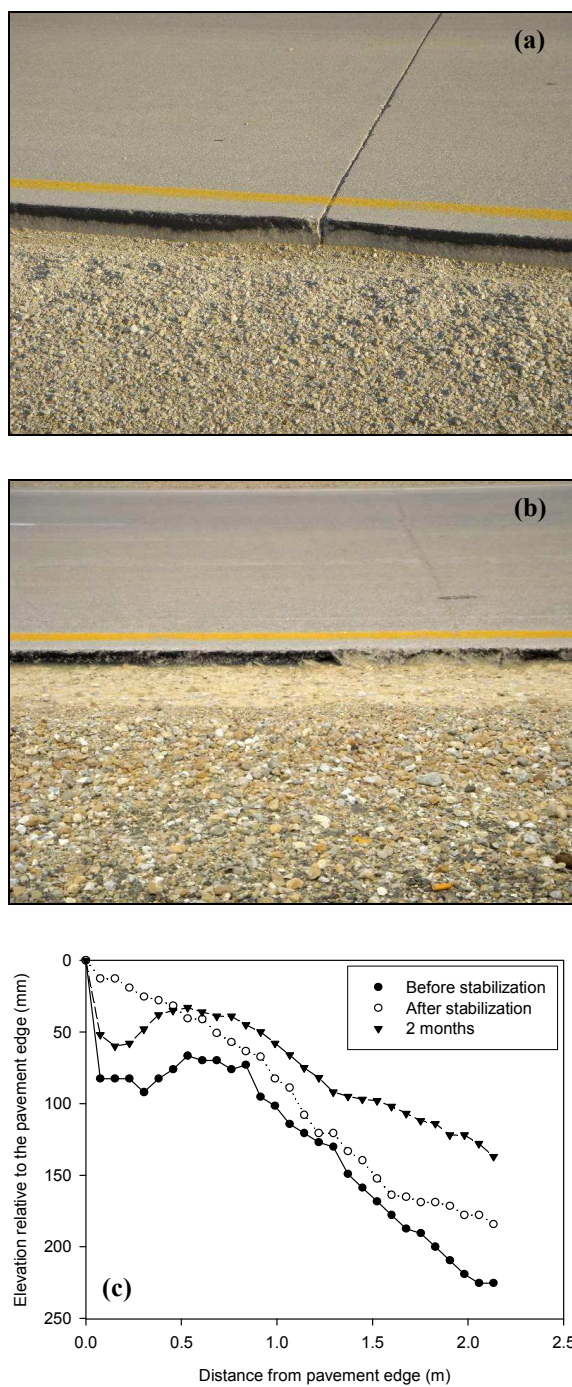 (a)
(b)
0
50
100
150
200
250
Elevation relative to the pavement edge (mm)
Before stabilization
After stabilization
2 months
(c)
0.0 0.5 1.0 1.5 2.0 2.5
Distance from pavement edge (m)